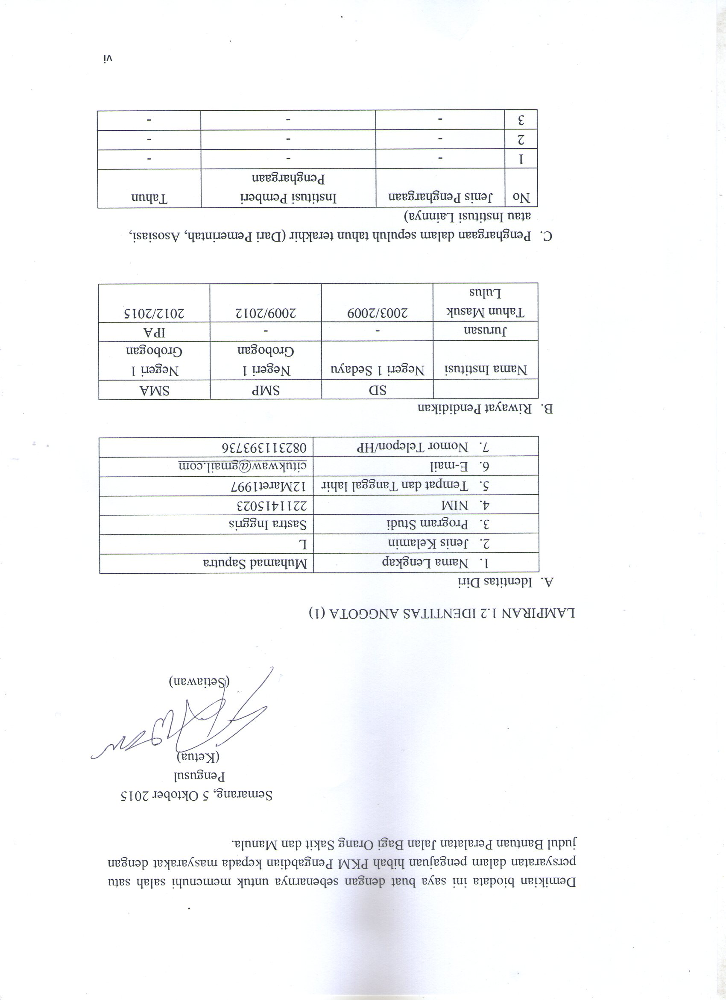 Demikian biodata ini saya buat dengan sebenarnya untuk memenuhi salah satu
persyaratan dalam pengajuan hibah PKM Pengabdian kepada masyarakat dengan
judul Bantuan Peralatan Jalan Bagi Orang Sakit dan Manula.
Semarang, 5 Oktober 2015
Pengusul
(Ketua)
(Setiawan)
LAMPIRAN 1.2 IDENTITAS ANGGOTA (1)
A. Identitas Diri
1. Nama Lengkap Muhamad Saputra
2. Jenis Kelamin L
3. Program Studi Sastra Inggris
4. NIM 2211415023
5. Tempat dan Tanggal lahir 12Maret1997
6. E-mail citukwaw@gmail.com
7. Nomor Telepon/HP 082311393736
B. Riwayat Pendidikan
SD SMP SMA
Nama Institusi Negeri 1 Sedayu Negeri 1 Negeri 1
Grobogan Grobogan
Jurusan - - IPA
Tahun Masuk 2003/2009 2009/2012 2012/2015
Lulus
C. Penghargaan dalam sepuluh tahun terakhir (Dari Pemerintah, Asosiasi,
atau Institusi Lainnya)
No Jenis Penghargaan Institusi Pemberi Tahun
Penghargaan
1 - - -
2 - - -
3 - - -
vi